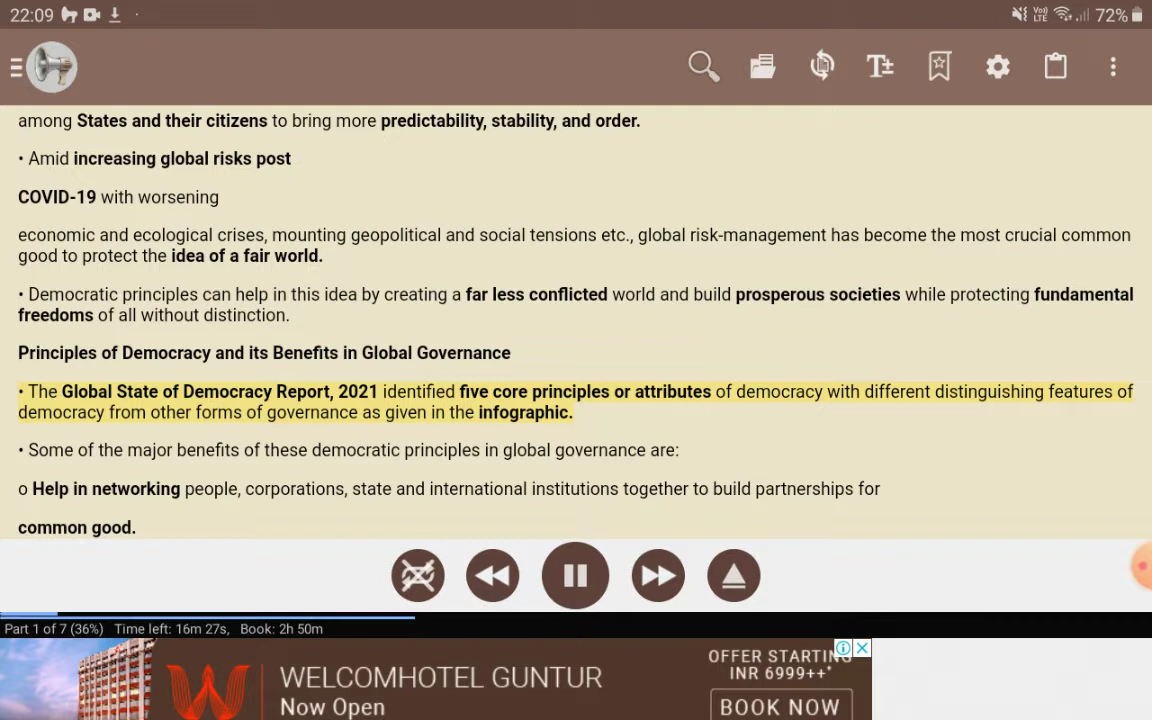 22:09
Vo)) LTE 72%
among States and their citizens to bring more predictability, stability, and order.
• Amid increasing global risks post
COVID-19 with worsening
economic and ecological crises, mounting geopolitical and social tensions etc., global risk-management has become the most crucial common
good to protect the idea of a fair world.
• Democratic principles can help in this idea by creating a far less conflicted world and build prosperous societies while protecting fundamental
freedoms of all without distinction.
Principles of Democracy and its Benefits in Global Governance
• The Global State of Democracy Report, 2021 identified five core principles or attributes of democracy with different distinguishing features of
democracy from other forms of governance as given in the infographic.
• Some of the major benefits of these democratic principles in global governance are:
o Help in networking people, corporations, state and international institutions together to build partnerships for
common good.
Part 1 of 7 (36%) Time left: 16m 27s, Book: 2h 50m
WELCOMHOTEL GUNTUR
Now Open
OFFER STARTING
INR 6999++*
BOOK NOW